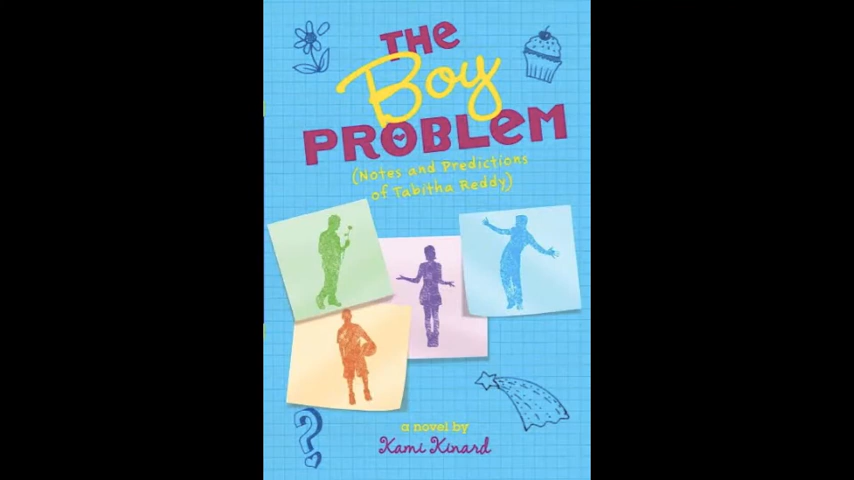 THE
Boy
PROBLEM
(Notes and Predictions
of Tabitha Reddy)
?
a novel by
Kami Kinard